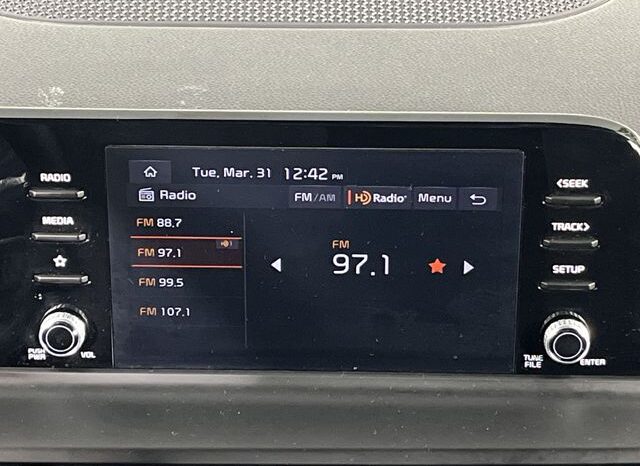 Tue, Mar. 31 12:42 PM
Radio FM/AM HD Radio Menu
FM 88.7
FM 97.1
FM 99.5
FM 107.1
FM
97.1
RADIO
MEDIA
PUSH
PWR
VOL
<SEEK
TRACK>
SETUP
TUNE
FILE
ENTER